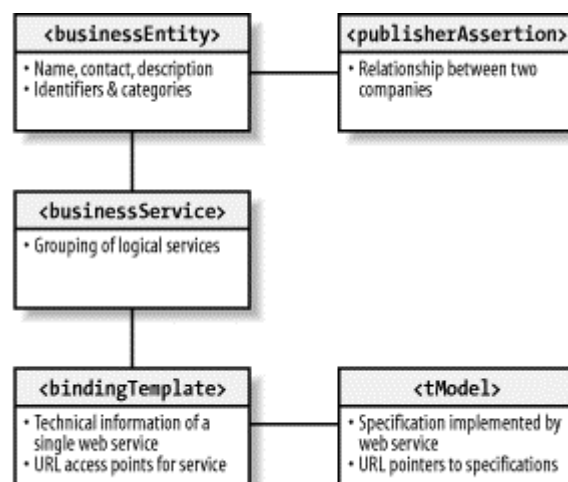 <businessEntity>
• Name, contact, description
• Identifiers & categories
<publisherAssertion>
• Relationship between two
companies
<businessService>
• Grouping of logical services
<bindingTemplate>
• Technical information of a
single web service
• URL access points for service
<tModel>
• Specification implemented by
web service
• URL pointers to specifications